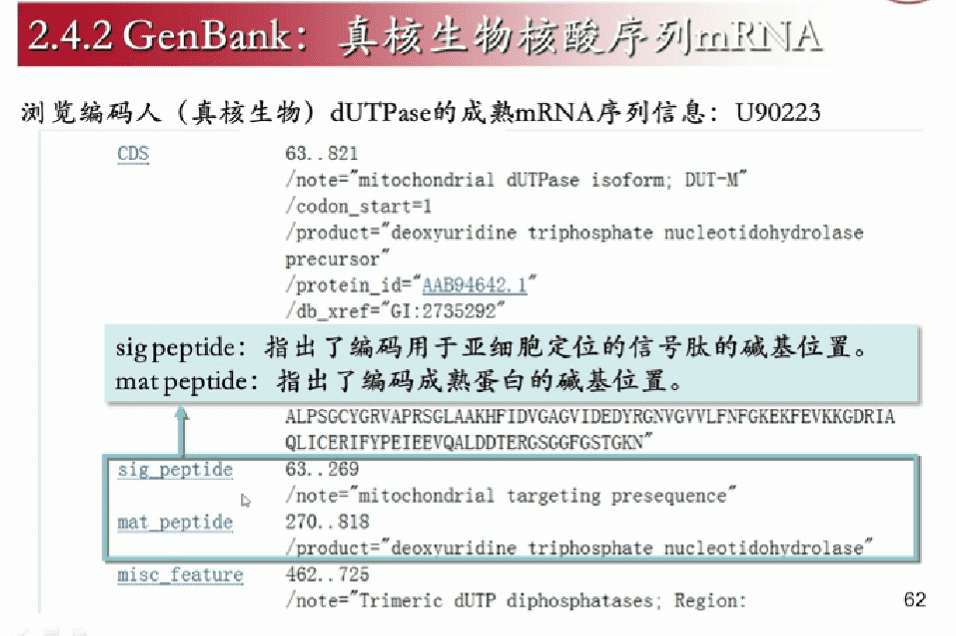 2.4.2 GenBank：真核生物核酸序列mRNA
浏览编码人（真核生物）dUTPase的成熟mRNA序列信息：U90223
CDS 63..821
/note="mitochondrial dUTPase isoform; DUT-M"
/codon_start=1
/product="deoxyuridine triphosphate nucleotidohydrolase
precursor"
/protein_id="AAB94642.1"
/db_xref="GI:2735292"
sig peptide：指出了编码用于亚细胞定位的信号肽的碱基位置。
mat peptide：指出了编码成熟蛋白的碱基位置。
ALPSGCYGRVAPRSGLAAKHFIDVGAGVIDEDYRGNVGVVLFNFGKEKFEVKKGDRIA
QLICERIFYPEIEEVQALDDTERGSGGFGSTGKN"
sig_peptide 63..269
/note="mitochondrial targeting presequence"
mat_peptide 270..818
/product="deoxyuridine triphosphate nucleotidohydrolase"
misc_feature 462..725
/note="Trimeric dUTP diphosphatases; Region:
62